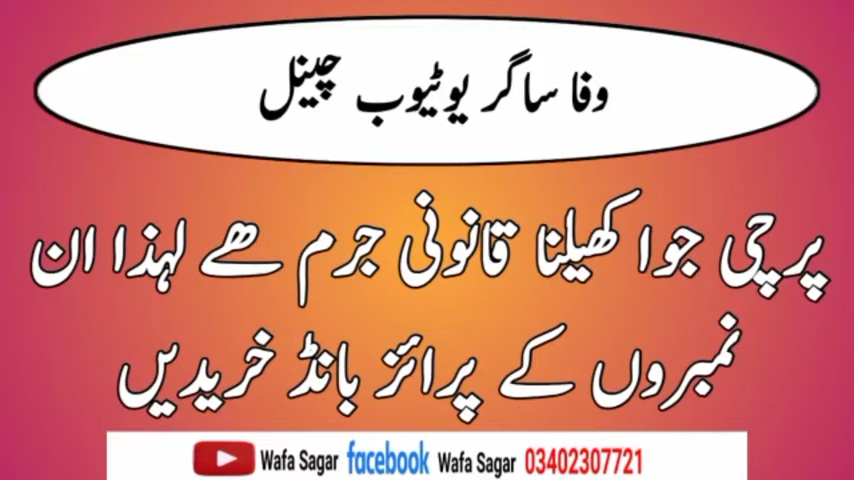 وفا ساگر یوٹیوب چینل
پرچی جوا کھیلنا قانونی جرم ھے لہذا ان
نمبروں کے پرائز بانڈ خریدیں
Wafa Sagar facebook Wafa Sagar 03402307721